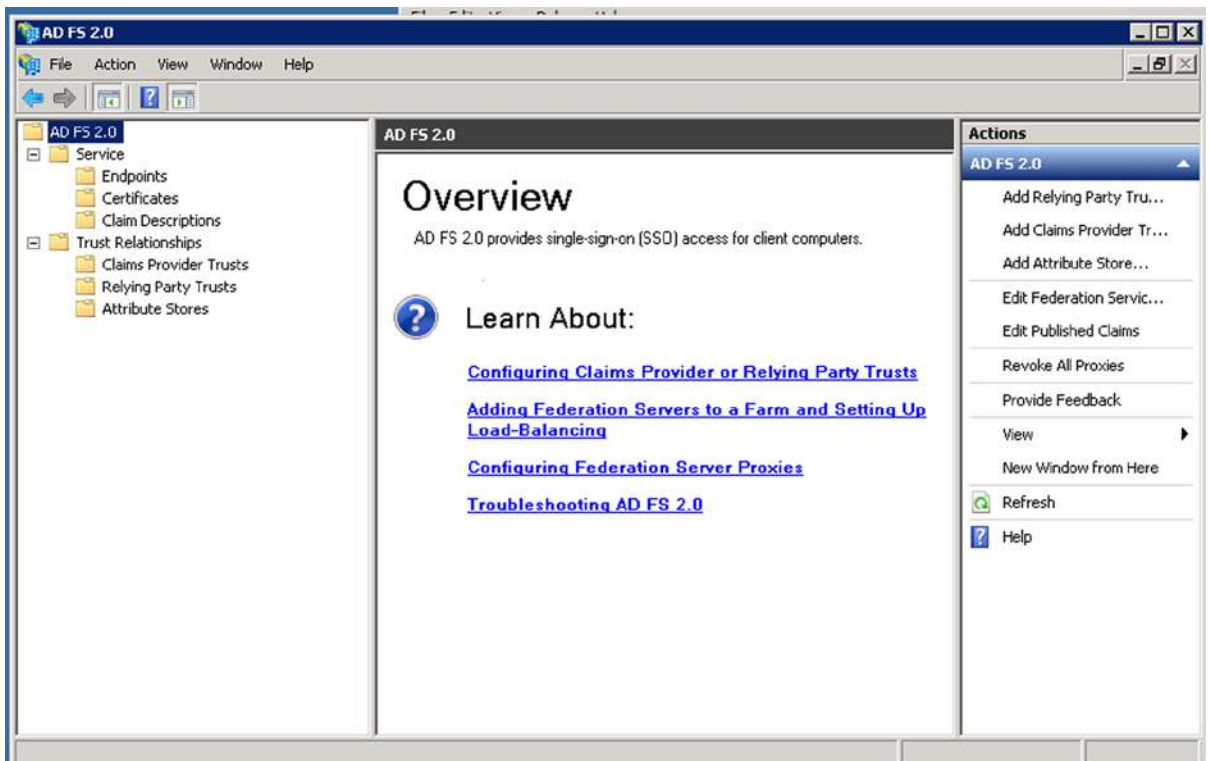 AD FS 2.0
File Action View Window Help
AD FS 2.0
Service
Endpoints
Certificates
Claim Descriptions
Trust Relationships
Claims Provider Trusts
Relying Party Trusts
Attribute Stores
AD FS 2.0
Overview
AD FS 2.0 provides single-sign-on (SSO) access for client computers.
Learn About:
Configuring Claims Provider or Relying Party Trusts
Adding Federation Servers to a Farm and Setting Up
Load-Balancing
Configuring Federation Server Proxies
Troubleshooting AD FS 2.0
Actions
AD FS 2.0
Add Relying Party Tru...
Add Claims Provider Tr...
Add Attribute Store...
Edit Federation Servic...
Edit Published Claims
Revoke All Proxies
Provide Feedback
View
New Window from Here
Refresh
Help